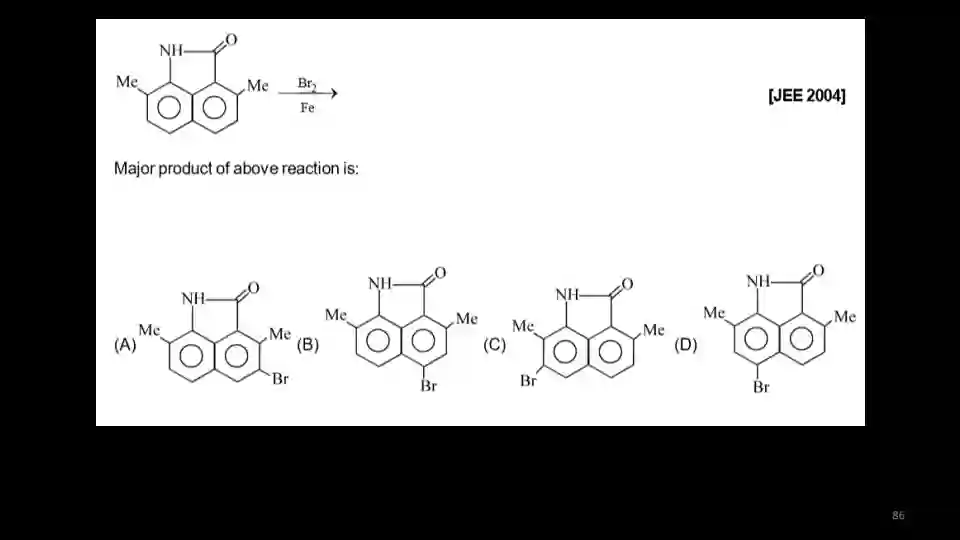 NH O
Me Me Br2
Fe
[JEE 2004]
Major product of above reaction is:
NH O NH O NH O NH O
(A) Me Me Br (B) Me Me Br (C) Me Me Br (D) Me Me Br
86